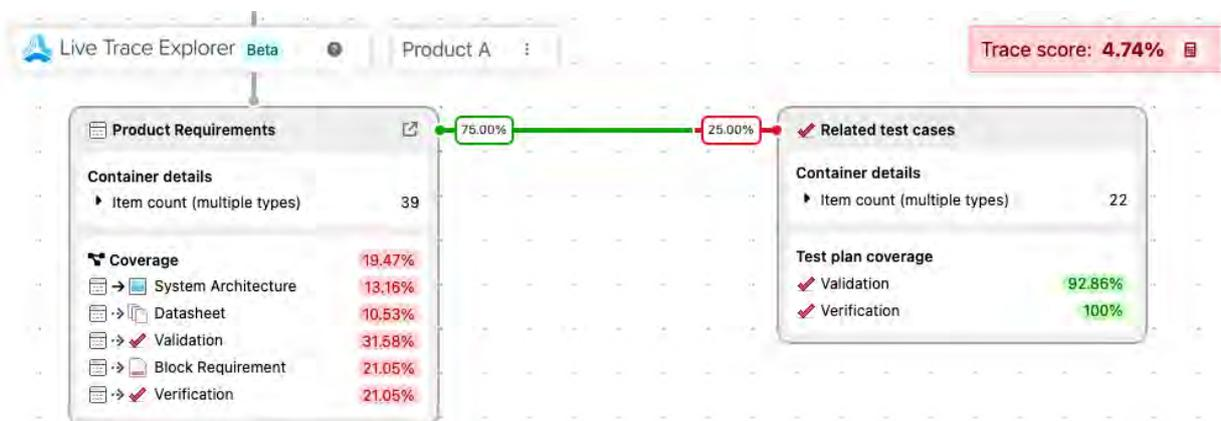 Live Trace Explorer Beta
Product A
Trace score: 4.74%
Product Requirements
75.00%
25.00%
Related test cases
Container details
Item count (multiple types) 39
Coverage 19.47%
System Architecture 13.16%
Datasheet 10.53%
Validation 31.58%
Block Requirement 21.05%
Verification 21.05%
Container details
Item count (multiple types) 22
Test plan coverage
Validation 92.86%
Verification 100%